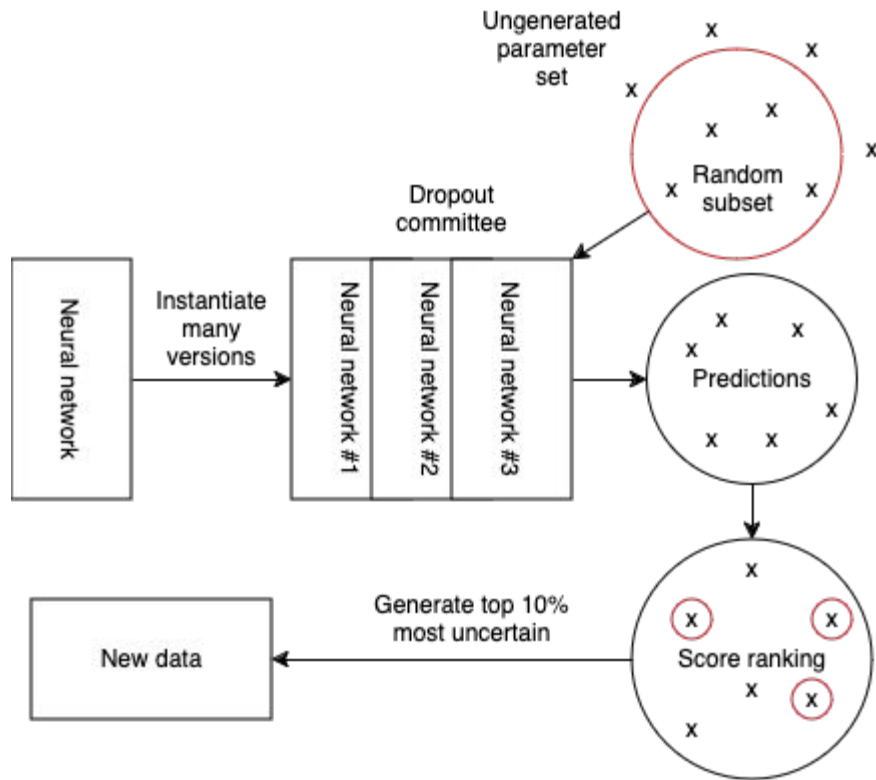 Ungenerated
parameter
set
x
x
x
x
x
x
x
x
Random
subset
Dropout
committee
Neural network
Instantiate
many
versions
Neural network #1
Neural network #2
Neural network #3
x
x
x
Predictions
x
x
x
x
Generate top 10%
most uncertain
x
x
Score ranking
x
x
x
New data